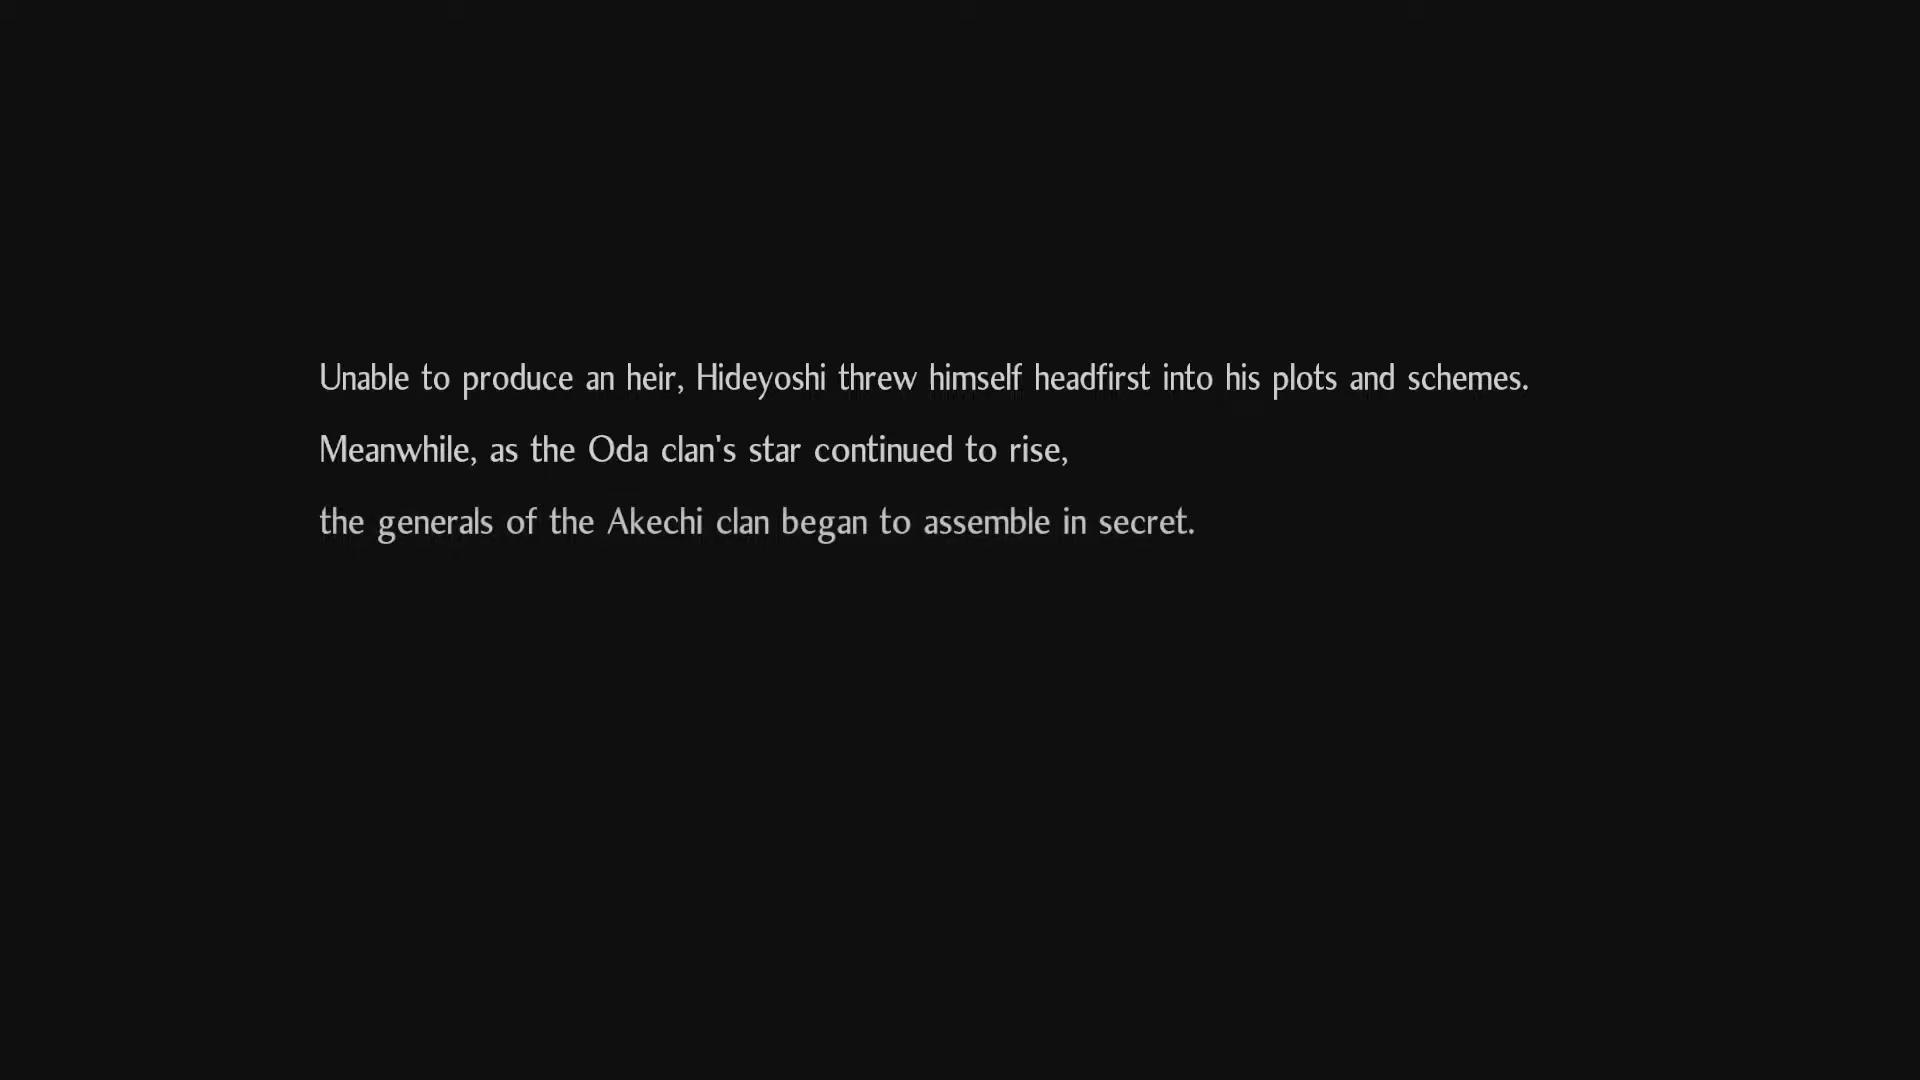 Unable to produce an heir, Hideyoshi threw himself headfirst into his plots and schemes.
Meanwhile, as the Oda clan's star continued to rise,
the generals of the Akechi clan began to assemble in secret.